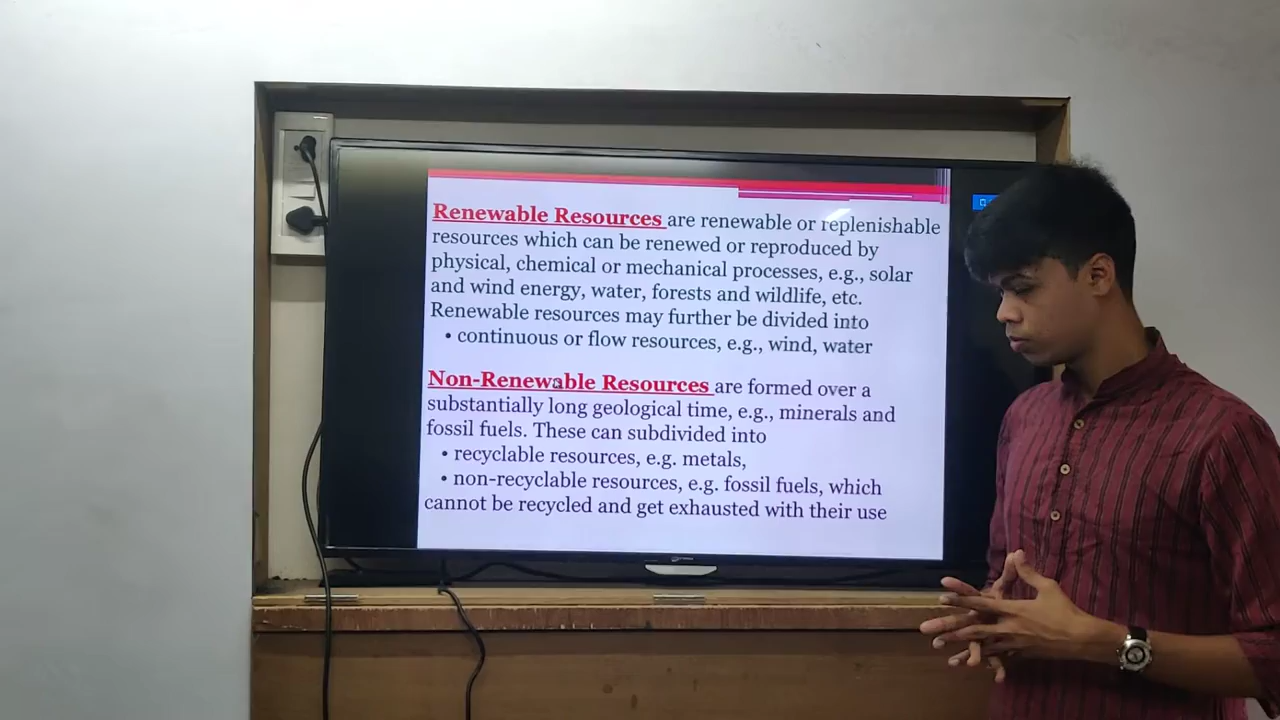 Renewable Resources are renewable or replenishable
resources which can be renewed or reproduced by
physical, chemical or mechanical processes, e.g., solar
and wind energy, water, forests and wildlife, etc.
Renewable resources may further be divided into
• continuous or flow resources, e.g., wind, water
Non-Renewable Resources are formed over a
substantially long geological time, e.g., minerals and
fossil fuels. These can subdivided into
• recyclable resources, e.g. metals,
• non-recyclable resources, e.g. fossil fuels, which
cannot be recycled and get exhausted with their use